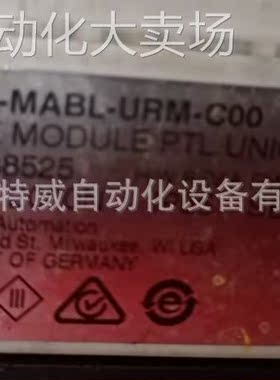 动化大卖场
-MABL-URM-C00
MODULE PTL UNI
8525
特威自动化设备有
Automation
d St. Milwaukee, WI USA
OF GERMANY
III
e